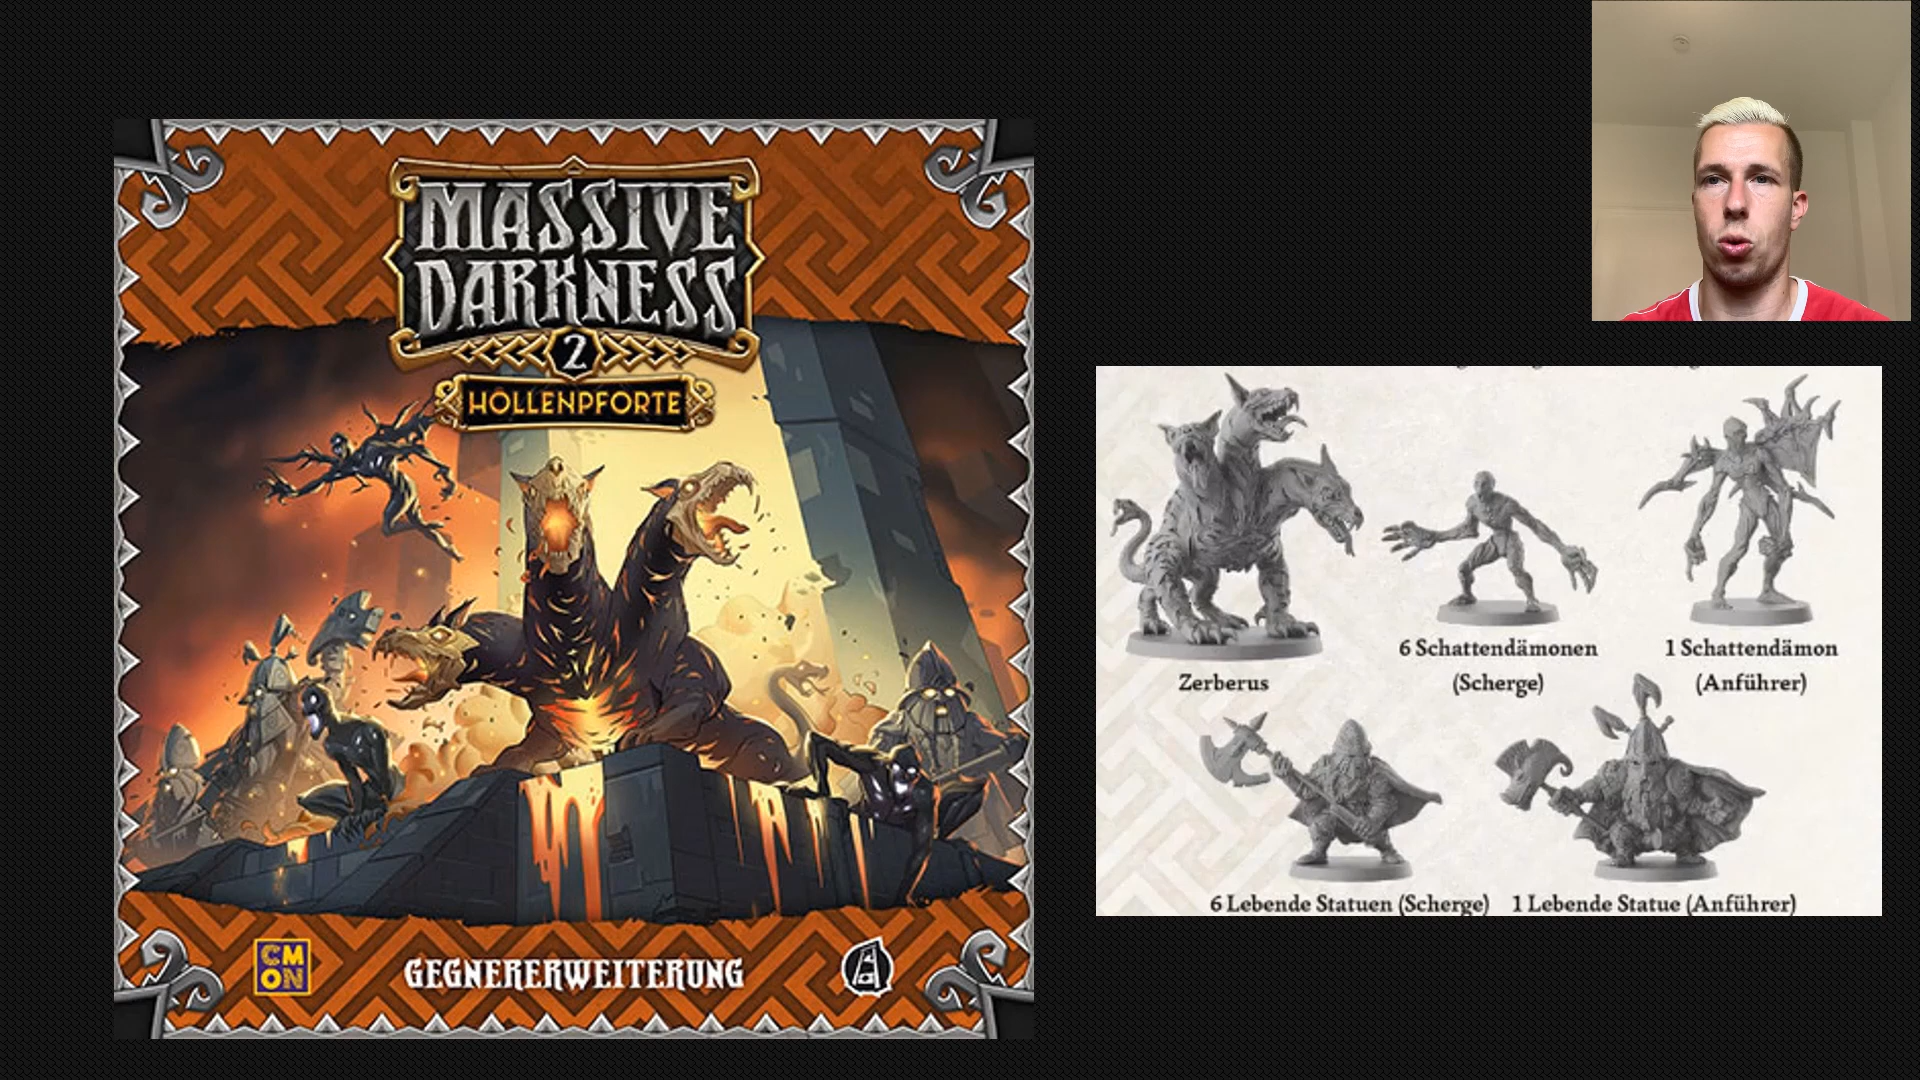 MASSIVE
DARKNESS
2
HÖLLENPFORTE
CMON
GEGNERERWEITERUNG
Zerberus
6 Schattendämonen
(Scherge)
1 Schattendämon
(Anführer)
6 Lebende Statuen (Scherge)
1 Lebende Statue (Anführer)